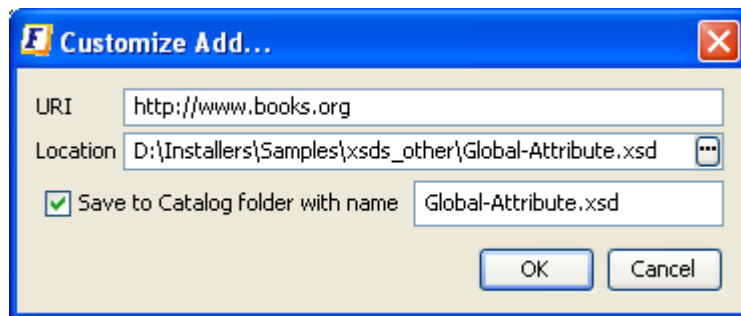 F Customize Add...
URI http://www.books.org
Location D:\Installers\Samples\xsds_other\Global-Attribute.xsd ...
Save to Catalog folder with name Global-Attribute.xsd
OK Cancel